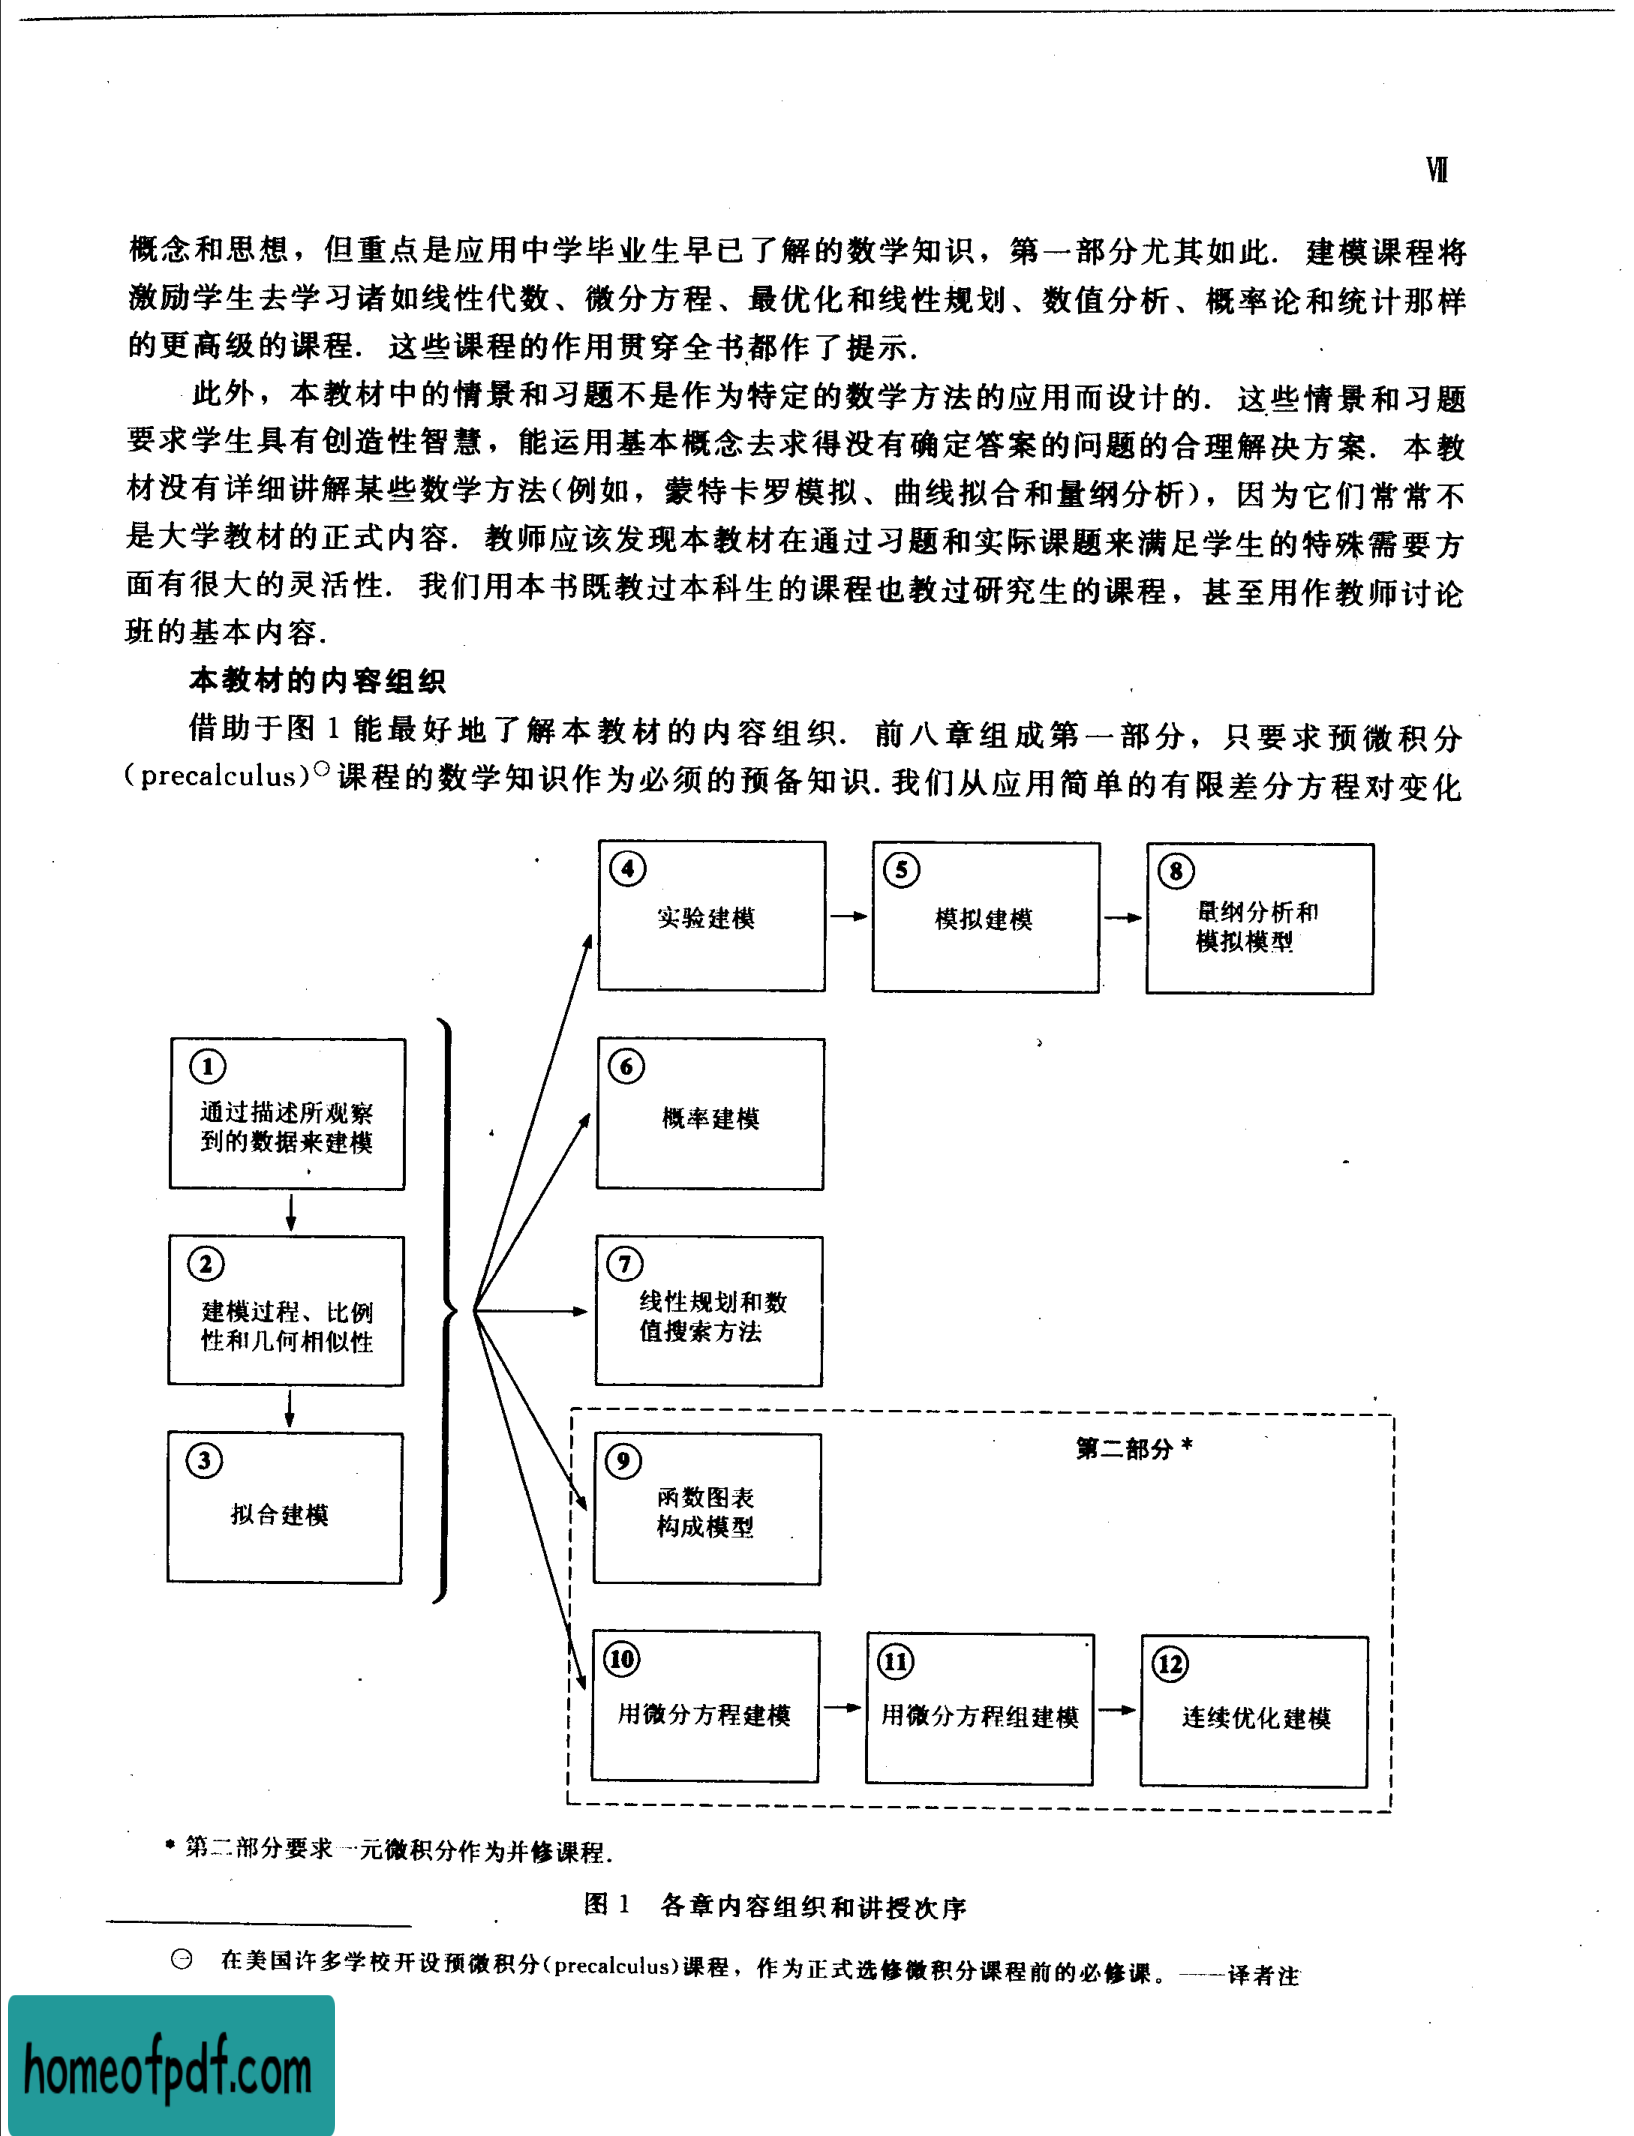 Ⅶ
概念和思想，但重点是应用中学毕业生早已了解的数学知识，第一部分尤其如此. 建模课程将
激励学生去学习诸如线性代数、微分方程、最优化和线性规划、数值分析、概率论和统计那样
的更高级的课程. 这些课程的作用贯穿全书都作了提示.
此外，本教材中的情景和习题不是作为特定的数学方法的应用而设计的. 这些情景和习题
要求学生具有创造性智慧，能运用基本概念去求得没有确定答案的问题的合理解决方案. 本教
材没有详细讲解某些数学方法(例如，蒙特卡罗模拟、曲线拟合和量纲分析)，因为它们常常不
是大学教材的正式内容. 教师应该发现本教材在通过习题和实际课题来满足学生的特殊需要方
面有很大的灵活性. 我们用本书既教过本科生的课程也教过研究生的课程，甚至用作教师讨论
班的基本内容.
本教材的内容组织
借助于图 1 能最好地了解本教材的内容组织. 前八章组成第一部分，只要求预微积分
(precalculus)㊀课程的数学知识作为必须的预备知识. 我们从应用简单的有限差分方程对变化
④
实验建模
⑤
模拟建模
⑧
量纲分析和
模拟模型
①
通过描述所观察
到的数据来建模
⑥
概率建模
②
建模过程、比例
性和几何相似性
⑦
线性规划和数
值搜索方法
第二部分 *
③
拟合建模
⑨
函数图表
构成模型
⑩
用微分方程建模
⑪
用微分方程组建模
⑫
连续优化建模
* 第二部分要求一元微积分作为并修课程.
图 1 各章内容组织和讲授次序
㊀ 在美国许多学校开设预微积分(precalculus)课程，作为正式选修微积分课程前的必修课。——译者注
homeofpdf.com